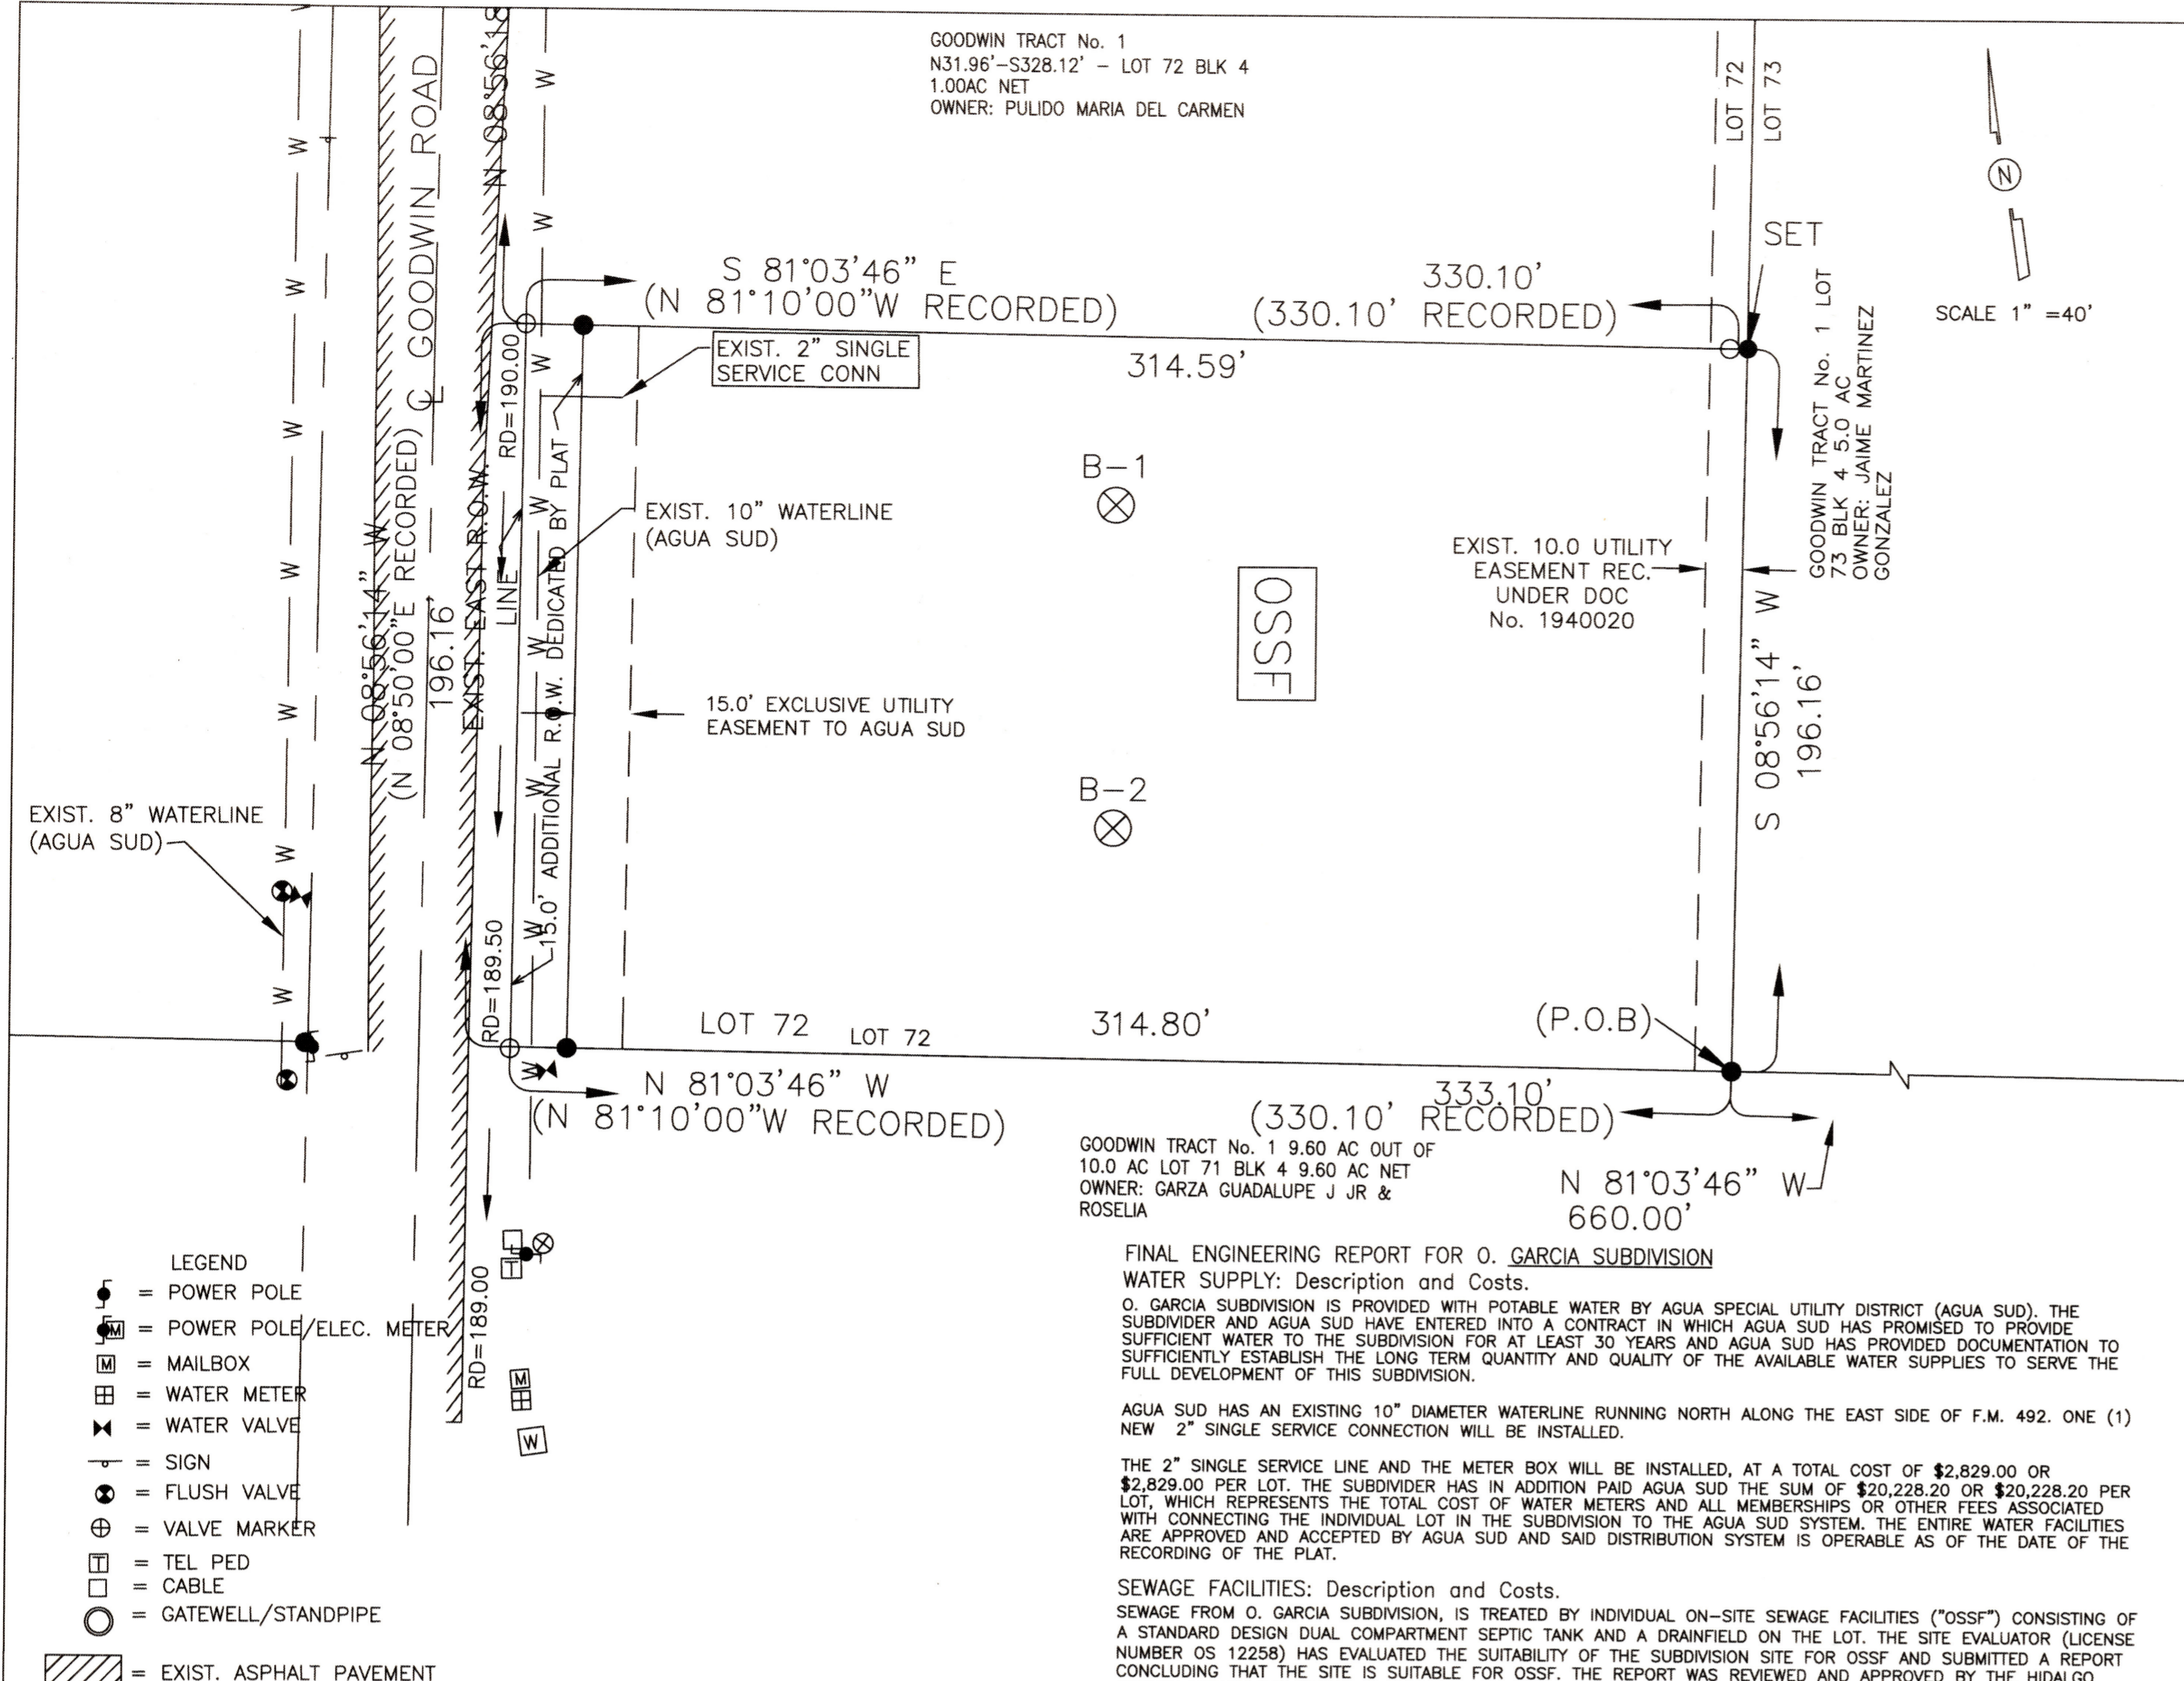 GOODWIN TRACT No. 1
N31.96'-S328.12' - LOT 72 BLK 4
1.00AC NET
OWNER: PULIDO MARIA DEL CARMEN
LOT 72
LOT 73
N
SCALE 1" =40'
SET
N 08°56'1
GOODWIN ROAD
S 81°03'46" E
(N 81°10'00"W RECORDED)
330.10'
(330.10' RECORDED)
314.59'
EXIST. 2" SINGLE
SERVICE CONN
RD=190.00
EXIST. EAST R.O.W.
LINE
15.0' ADDITIONAL R.O.W. DEDICATED BY PLAT
EXIST. 10" WATERLINE
(AGUA SUD)
N 08°56'14" W
(N 08°50'00"E RECORDED)
196.16'
B-1
OSSF
EXIST. 10.0 UTILITY
EASEMENT REC.
UNDER DOC
No. 1940020
GOODWIN TRACT No. 1 LOT
73 BLK 4 5.0 AC
OWNER: JAIME MARTINEZ
GONZALEZ
S 08°56'14" W
196.16'
15.0' EXCLUSIVE UTILITY
EASEMENT TO AGUA SUD
B-2
EXIST. 8" WATERLINE
(AGUA SUD)
W
W
W
W
W
W
W
W
RD=189.50
LOT 72
LOT 72
314.80'
(P.O.B)
N 81°03'46" W
(N 81°10'00"W RECORDED)
333.10'
(330.10' RECORDED)
GOODWIN TRACT No. 1 9.60 AC OUT OF
10.0 AC LOT 71 BLK 4 9.60 AC NET
OWNER: GARZA GUADALUPE J JR &
ROSELIA
N 81°03'46" W
660.00'
RD=189.00
T
M
W
LEGEND
= POWER POLE
M = POWER POLE/ELEC. METER
M = MAILBOX
= WATER METER
= WATER VALVE
= SIGN
= FLUSH VALVE
= VALVE MARKER
T = TEL PED
= CABLE
= GATEWELL/STANDPIPE
= EXIST. ASPHALT PAVEMENT
FINAL ENGINEERING REPORT FOR O. GARCIA SUBDIVISION
WATER SUPPLY: Description and Costs.
O. GARCIA SUBDIVISION IS PROVIDED WITH POTABLE WATER BY AGUA SPECIAL UTILITY DISTRICT (AGUA SUD). THE
SUBDIVIDER AND AGUA SUD HAVE ENTERED INTO A CONTRACT IN WHICH AGUA SUD HAS PROMISED TO PROVIDE
SUFFICIENT WATER TO THE SUBDIVISION FOR AT LEAST 30 YEARS AND AGUA SUD HAS PROVIDED DOCUMENTATION TO
SUFFICIENTLY ESTABLISH THE LONG TERM QUANTITY AND QUALITY OF THE AVAILABLE WATER SUPPLIES TO SERVE THE
FULL DEVELOPMENT OF THIS SUBDIVISION.
AGUA SUD HAS AN EXISTING 10" DIAMETER WATERLINE RUNNING NORTH ALONG THE EAST SIDE OF F.M. 492. ONE (1)
NEW 2" SINGLE SERVICE CONNECTION WILL BE INSTALLED.
THE 2" SINGLE SERVICE LINE AND THE METER BOX WILL BE INSTALLED, AT A TOTAL COST OF $2,829.00 OR
$2,829.00 PER LOT. THE SUBDIVIDER HAS IN ADDITION PAID AGUA SUD THE SUM OF $20,228.20 OR $20,228.20 PER
LOT, WHICH REPRESENTS THE TOTAL COST OF WATER METERS AND ALL MEMBERSHIPS OR OTHER FEES ASSOCIATED
WITH CONNECTING THE INDIVIDUAL LOT IN THE SUBDIVISION TO THE AGUA SUD SYSTEM. THE ENTIRE WATER FACILITIES
ARE APPROVED AND ACCEPTED BY AGUA SUD AND SAID DISTRIBUTION SYSTEM IS OPERABLE AS OF THE DATE OF THE
RECORDING OF THE PLAT.
SEWAGE FACILITIES: Description and Costs.
SEWAGE FROM O. GARCIA SUBDIVISION, IS TREATED BY INDIVIDUAL ON-SITE SEWAGE FACILITIES ("OSSF") CONSISTING OF
A STANDARD DESIGN DUAL COMPARTMENT SEPTIC TANK AND A DRAINFIELD ON THE LOT. THE SITE EVALUATOR (LICENSE
NUMBER OS 12258) HAS EVALUATED THE SUITABILITY OF THE SUBDIVISION SITE FOR OSSF AND SUBMITTED A REPORT
CONCLUDING THAT THE SITE IS SUITABLE FOR OSSF. THE REPORT WAS REVIEWED AND APPROVED BY THE HIDALGO